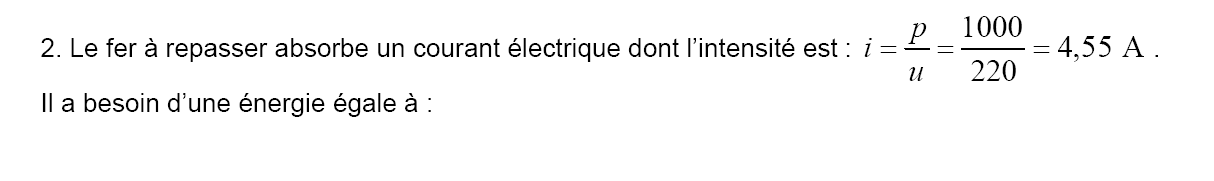 2. Le fer à repasser absorbe un courant électrique dont l'intensité est : i = p/u = 1000/220 = 4,55 A .
Il a besoin d'une énergie égale à :